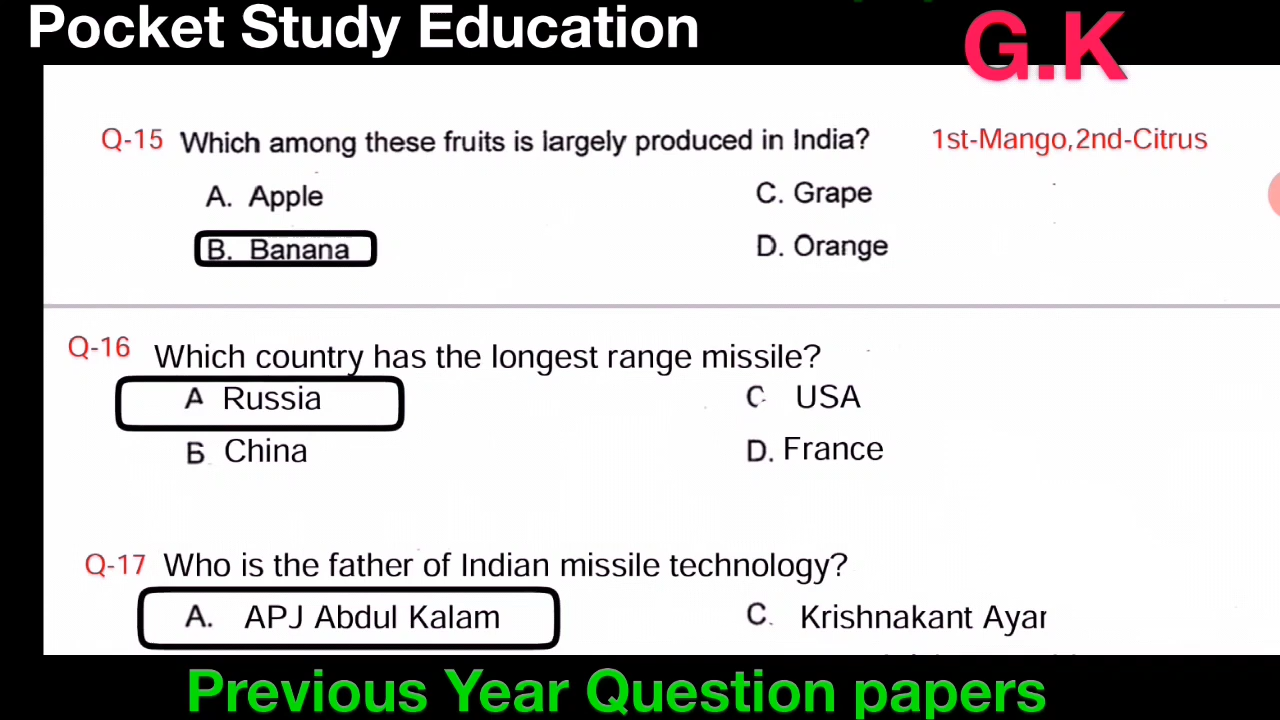 Pocket Study Education
G.K
Q-15 Which among these fruits is largely produced in India? 1st-Mango,2nd-Citrus
A. Apple C. Grape
B. Banana D. Orange
Q-16 Which country has the longest range missile?
A Russia C USA
B China D. France
Q-17 Who is the father of Indian missile technology?
A. APJ Abdul Kalam C. Krishnakant Ayar
Previous Year Question papers